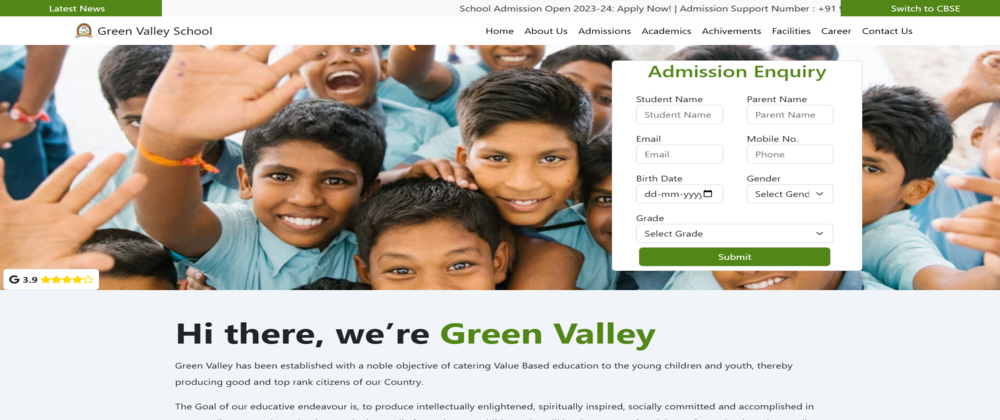 Latest News
School Admission Open 2023-24: Apply Now! | Admission Support Number : +91
Switch to CBSE
Green Valley School
Home About Us Admissions Academics Achivements Facilities Career Contact Us
Admission Enquiry
Student Name Parent Name
Student Name Parent Name
Email Mobile No.
Email Phone
Birth Date Gender
dd-mm-yyyy Select Gend
Grade
Select Grade
Submit
G 3.9
Hi there, we’re Green Valley
Green Valley has been established with a noble objective of catering Value Based education to the young children and youth, thereby
producing good and top rank citizens of our Country.
The Goal of our educative endeavour is, to produce intellectually enlightened, spiritually inspired, socially committed and accomplished in